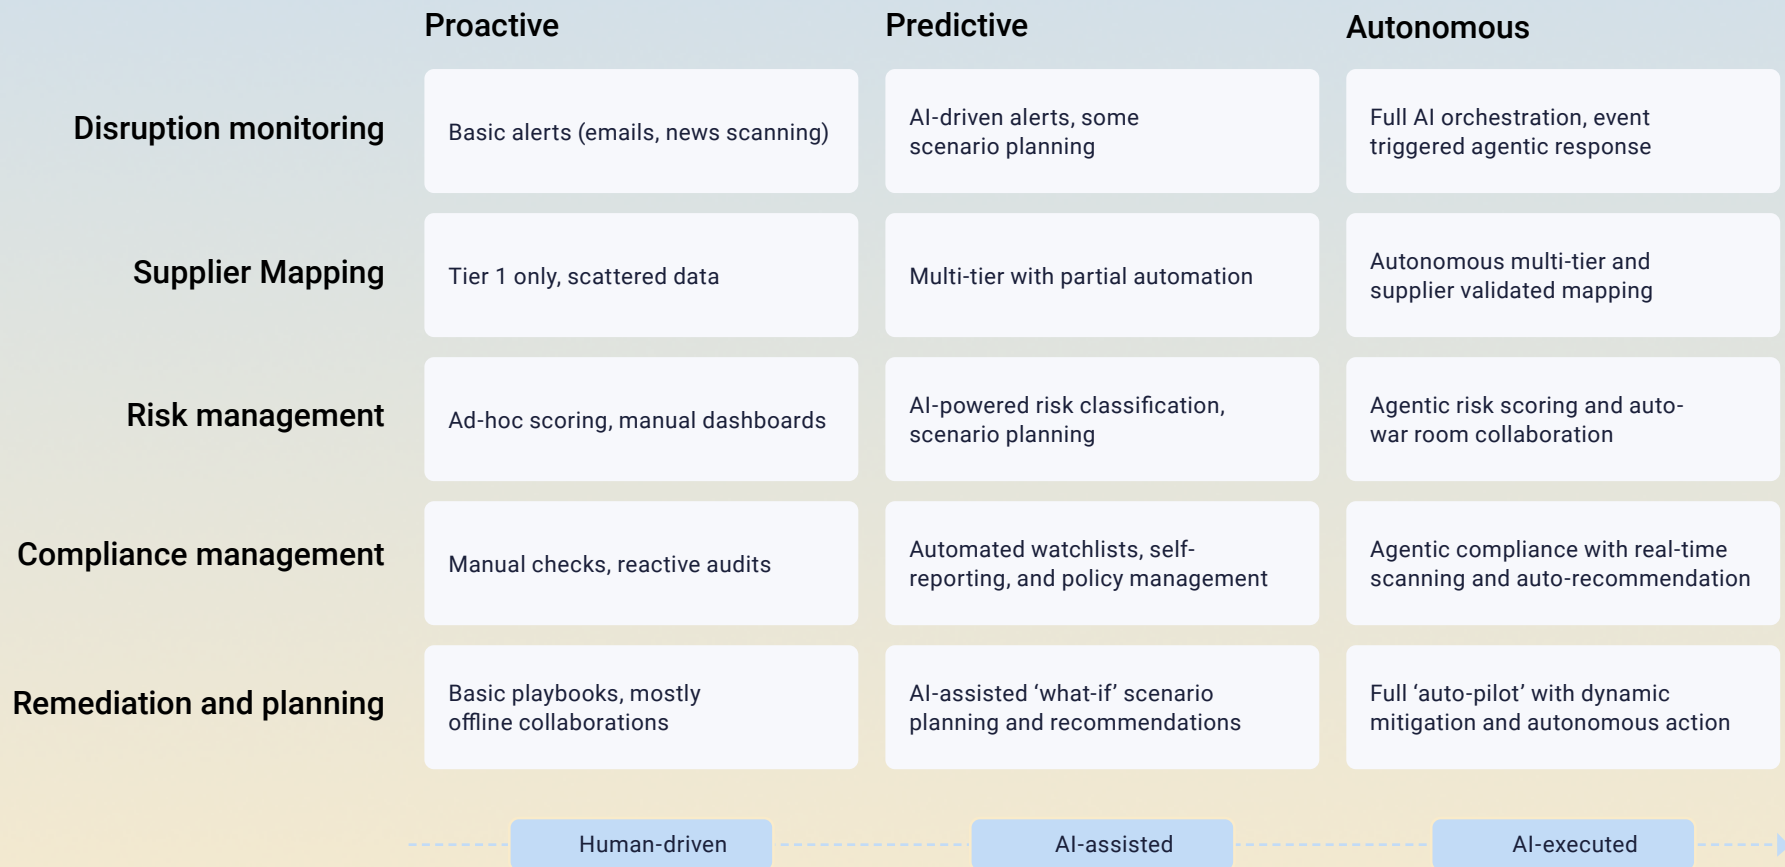 Proactive
Predictive
Autonomous
Disruption monitoring
Basic alerts (emails, news scanning)
AI-driven alerts, some
scenario planning
Full AI orchestration, event
triggered agentic response
Supplier Mapping
Tier 1 only, scattered data
Multi-tier with partial automation
Autonomous multi-tier and
supplier validated mapping
Risk management
Ad-hoc scoring, manual dashboards
AI-powered risk classification,
scenario planning
Agentic risk scoring and auto-
war room collaboration
Compliance management
Manual checks, reactive audits
Automated watchlists, self-
reporting, and policy management
Agentic compliance with real-time
scanning and auto-recommendation
Remediation and planning
Basic playbooks, mostly
offline collaborations
AI-assisted ‘what-if’ scenario
planning and recommendations
Full ‘auto-pilot’ with dynamic
mitigation and autonomous action
Human-driven
AI-assisted
AI-executed